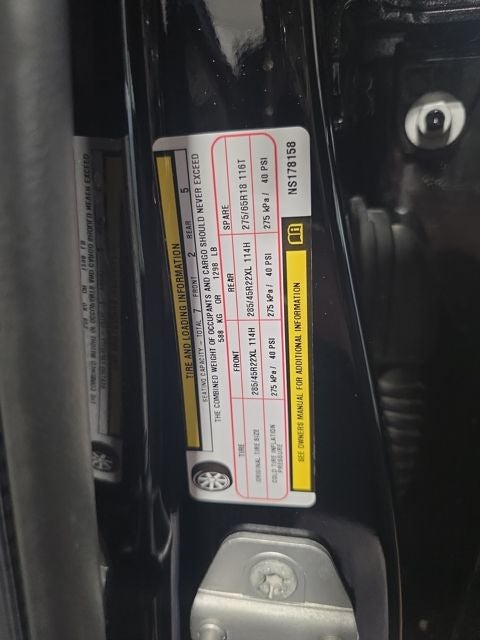 TIRE AND LOADING INFORMATION
SEATING CAPACITY - TOTAL 7 FRONT 2 REAR 5
THE COMBINED WEIGHT OF OCCUPANTS AND CARGO SHOULD NEVER EXCEED
588 KG OR 1298 LB
TIRE FRONT REAR SPARE
ORIGINAL TIRE SIZE 285/45R22XL 114H 285/45R22XL 114H 275/65R18 116T
COLD TIRE INFLATION PRESSURE 275 kPa / 40 PSI 275 kPa / 40 PSI 275 kPa / 40 PSI
SEE OWNERS MANUAL FOR ADDITIONAL INFORMATION
NS178158